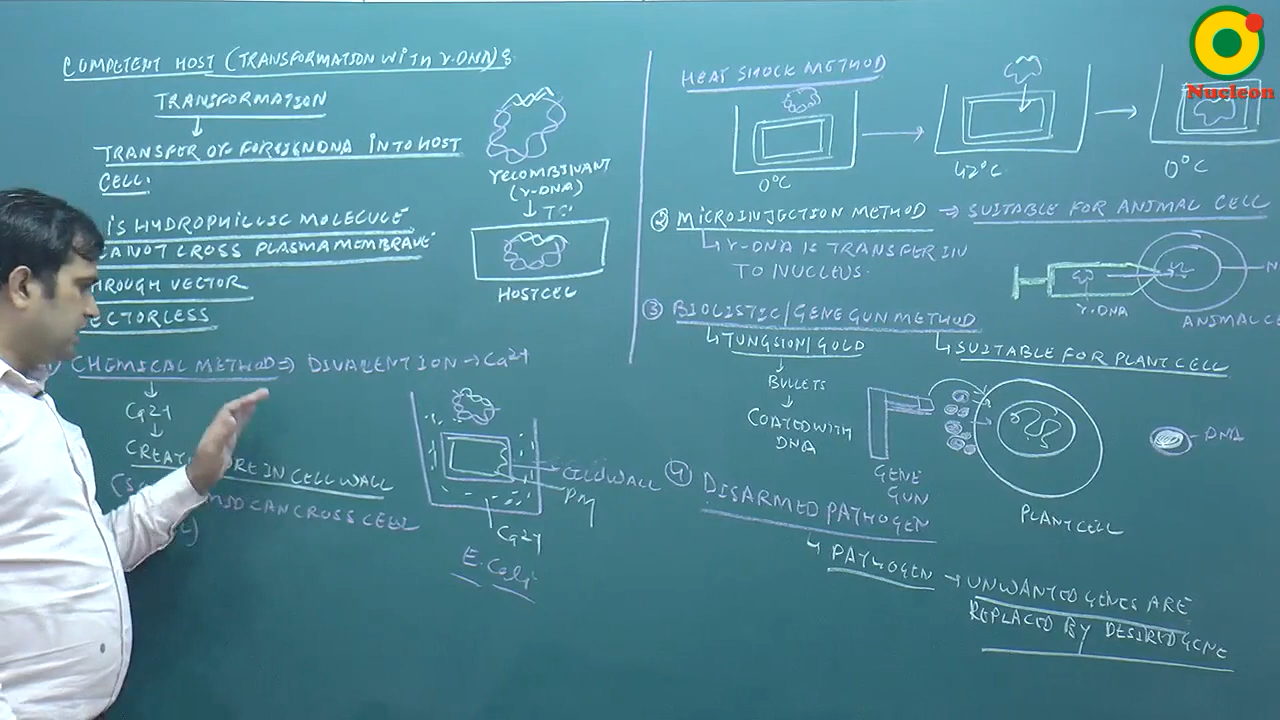 COMPETENT HOST (TRANSFORMATION WITH r-DNA):
TRANSFORMATION
TRANSFER OF FOREIGN DNA INTO HOST
CELL.
IS HYDROPHILLIC MOLECULE
CANNOT CROSS PLASMA MEMBRANE
THROUGH VECTOR
VECTORLESS
CHEMICAL METHOD ⇒ DIVALENT ION → Ca2+
Ca2+
IN CELL WALL
CAN CROSS CELL
RECOMBINANT
(r-DNA)
HOST CELL
CELL WALL
PM
Ca2+
E. Coli
HEAT SHOCK METHOD
0°C
42°C
0°C
② MICROINJECTION METHOD → SUITABLE FOR ANIMAL CELL
r-DNA IS TRANSFER IN
TO NUCLEUS.
N
r-DNA
ANIMAL CE
③ BIOLISTIC/GENE GUN METHOD
TUNGSION/GOLD
SUITABLE FOR PLANT CELL
BULLETS
COATED WITH
DNA
GENE
GUN
DNA
PLANT CELL
④ DISARMED PATHOGEN
PATHOGEN → UNWANTED GENES ARE
REPLACED BY DESIRED GENE
Nucleon